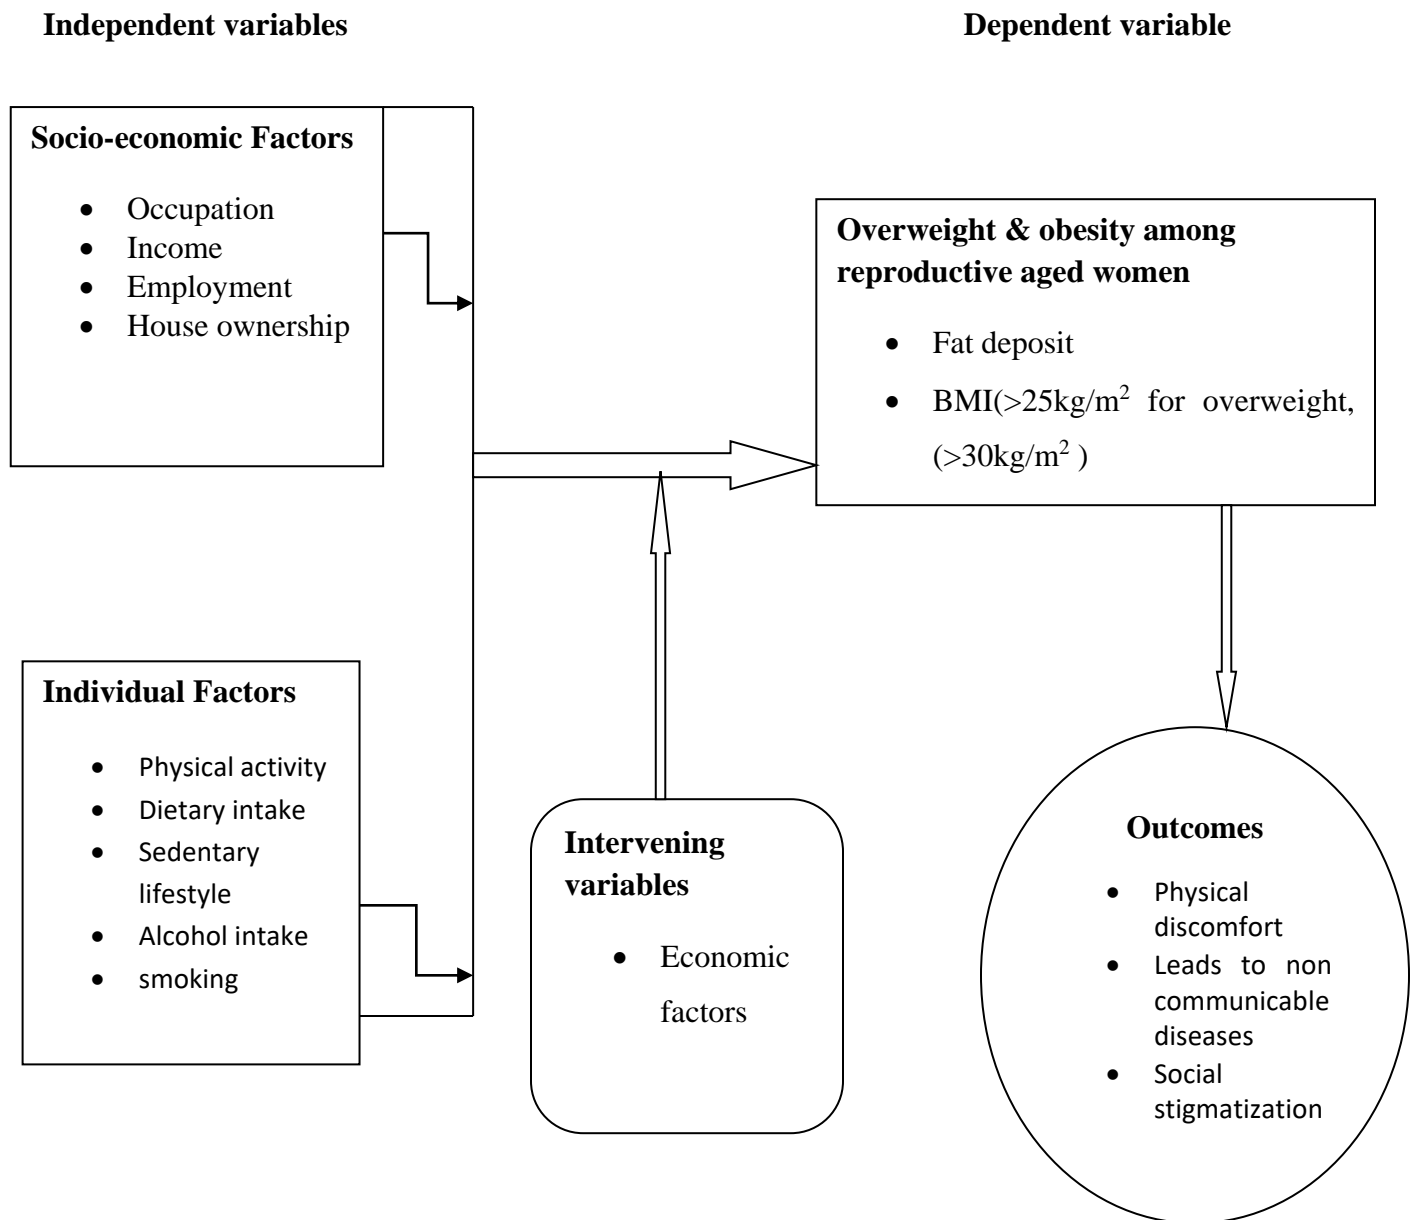 Independent variables
Dependent variable
Socio-economic Factors
• Occupation
• Income
• Employment
• House ownership
Overweight & obesity among
reproductive aged women
• Fat deposit
• BMI(>25kg/m² for overweight,
(>30kg/m² )
Individual Factors
• Physical activity
• Dietary intake
• Sedentary
lifestyle
• Alcohol intake
• smoking
Intervening
variables
• Economic
factors
Outcomes
• Physical
discomfort
• Leads to non
communicable
diseases
• Social
stigmatization